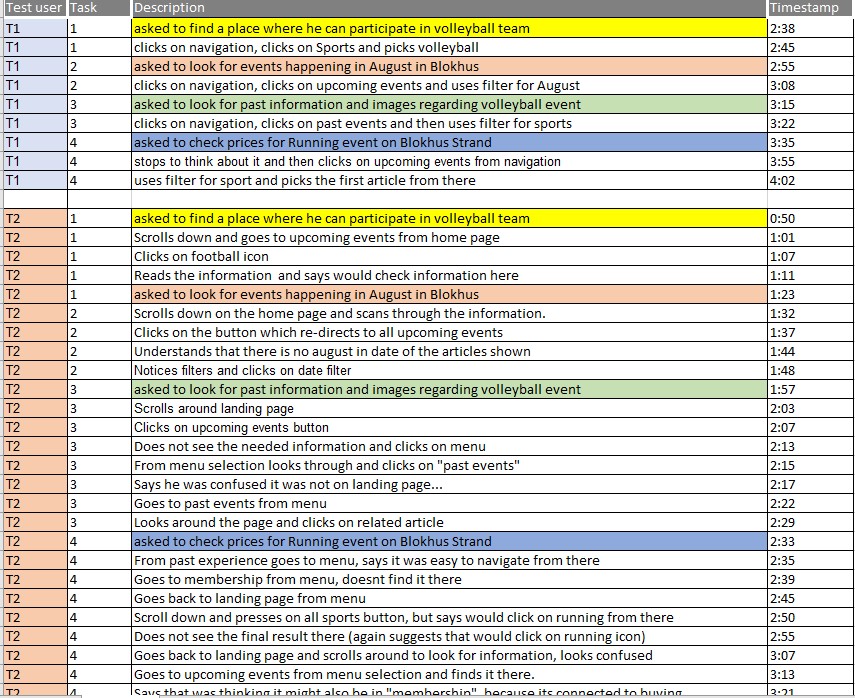 Test user Task Description Timestamp
T1 1 asked to find a place where he can participate in volleyball team 2:38
T1 1 clicks on navigation, clicks on Sports and picks volleyball 2:45
T1 2 asked to look for events happening in August in Blokhus 2:55
T1 2 clicks on navigation, clicks on upcoming events and uses filter for August 3:08
T1 3 asked to look for past information and images regarding volleyball event 3:15
T1 3 clicks on navigation, clicks on past events and then uses filter for sports 3:22
T1 4 asked to check prices for Running event on Blokhus Strand 3:35
T1 4 stops to think about it and then clicks on upcoming events from navigation 3:55
T1 4 uses filter for sport and picks the first article from there 4:02
T2 1 asked to find a place where he can participate in volleyball team 0:50
T2 1 Scrolls down and goes to upcoming events from home page 1:01
T2 1 Clicks on football icon 1:07
T2 1 Reads the information and says would check information here 1:11
T2 1 asked to look for events happening in August in Blokhus 1:23
T2 2 Scrolls down on the home page and scans through the information. 1:32
T2 2 Clicks on the button which re-directs to all upcoming events 1:37
T2 2 Understands that there is no august in date of the articles shown 1:44
T2 2 Notices filters and clicks on date filter 1:48
T2 3 asked to look for past information and images regarding volleyball event 1:57
T2 3 Scrolls around landing page 2:03
T2 3 Clicks on upcoming events button 2:07
T2 3 Does not see the needed information and clicks on menu 2:13
T2 3 From menu selection looks through and clicks on "past events" 2:15
T2 3 Says he was confused it was not on landing page... 2:17
T2 3 Goes to past events from menu 2:22
T2 3 Looks around the page and clicks on related article 2:29
T2 4 asked to check prices for Running event on Blokhus Strand 2:33
T2 4 From past experience goes to menu, says it was easy to navigate from there 2:35
T2 4 Goes to membership from menu, doesnt find it there 2:39
T2 4 Goes back to landing page from menu 2:45
T2 4 Scroll down and presses on all sports button, but says would click on running from there 2:50
T2 4 Does not see the final result there (again suggests that would click on running icon) 2:55
T2 4 Goes back to landing page and scrolls around to look for information, looks confused 3:07
T2 4 Goes to upcoming events from menu selection and finds it there. 3:13
T2 4 Says that was thinking it might also be in "membership", because its connected to buying 3:21